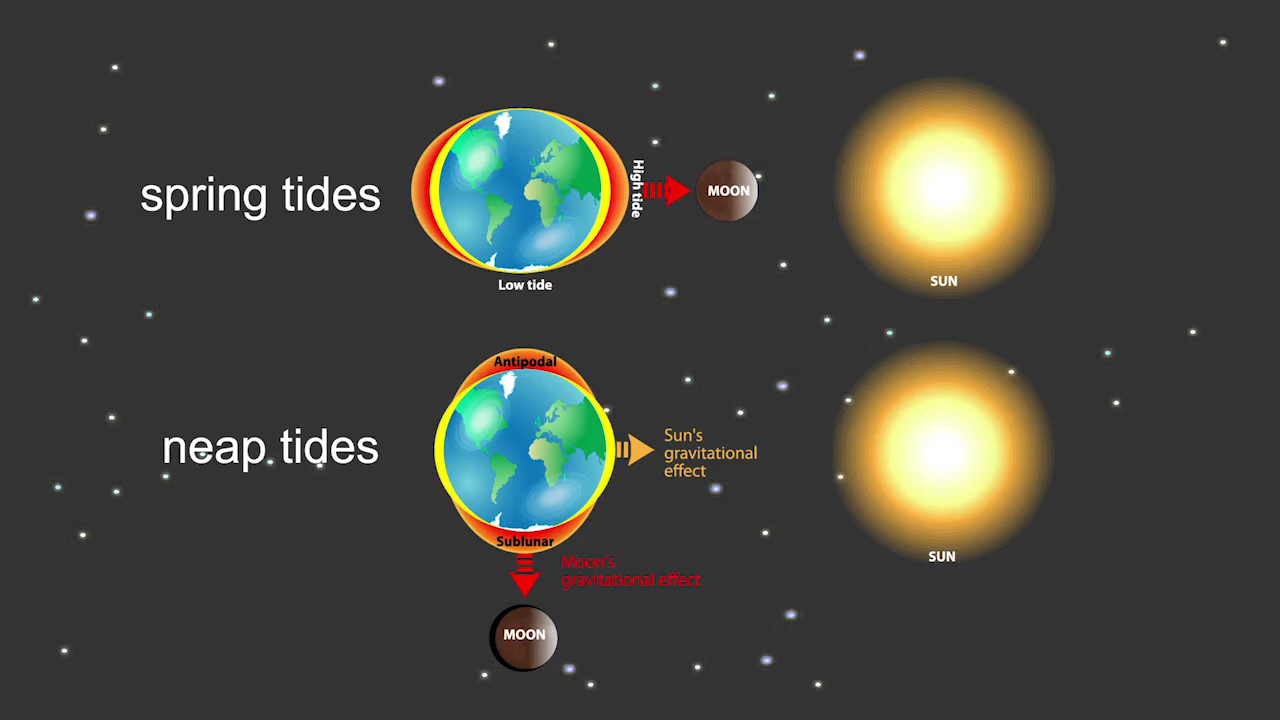 spring tides
High tide
MOON
Low tide
SUN
neap tides
Antipodal
Sun's
gravitational
effect
Sublunar
Moon's
gravitational effect
MOON
SUN